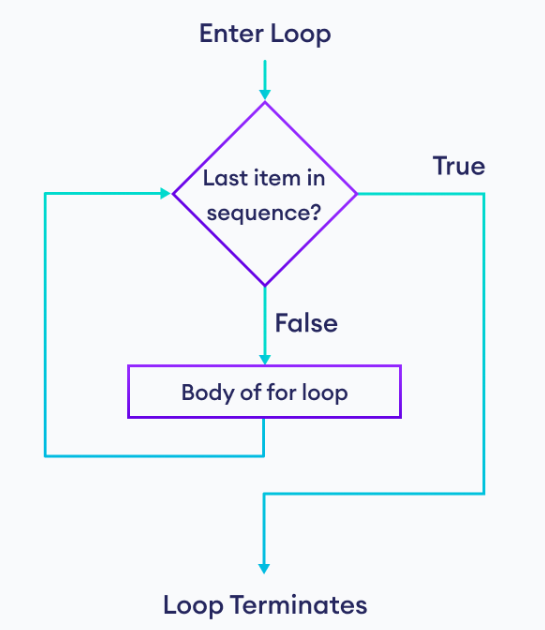 Enter Loop
Last item in
sequence?
True
False
Body of for loop
Loop Terminates